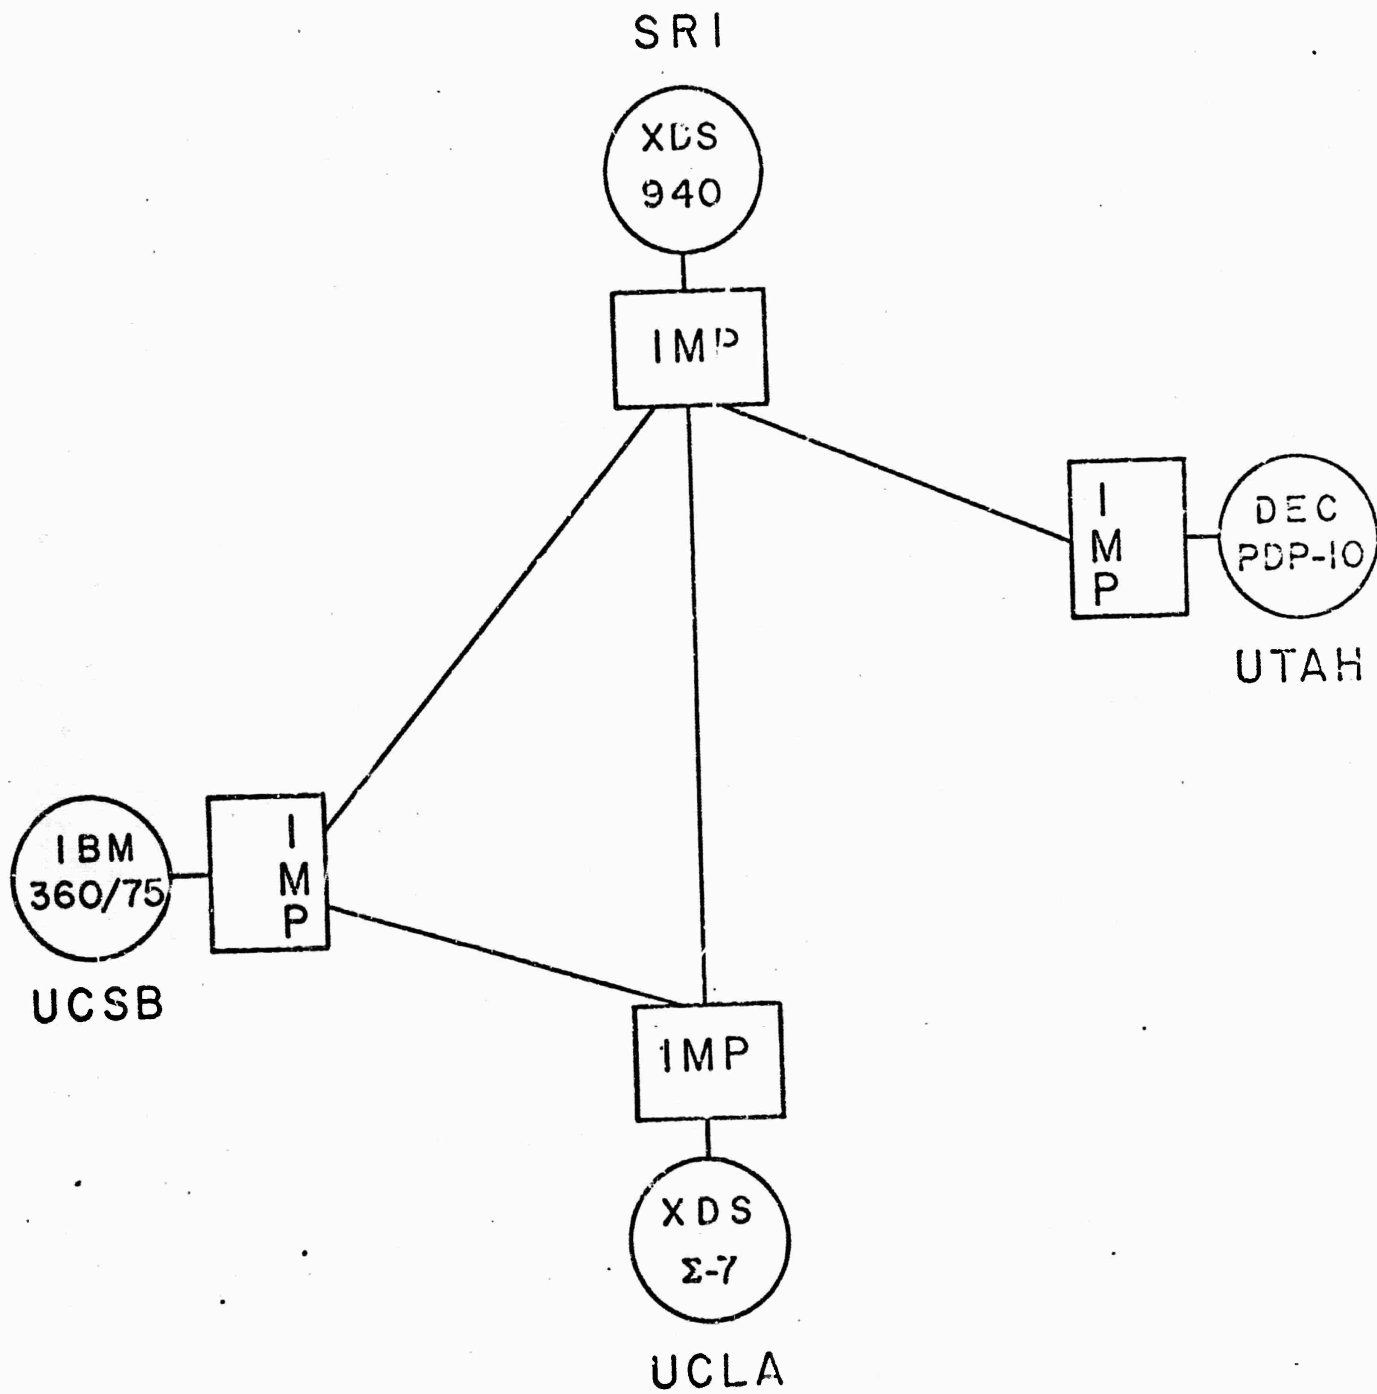 SRI
XDS
940
IMP
I
M
P
DEC
PDP-10
UTAH
IBM
360/75
I
M
P
UCSB
IMP
XDS
Σ-7
UCLA